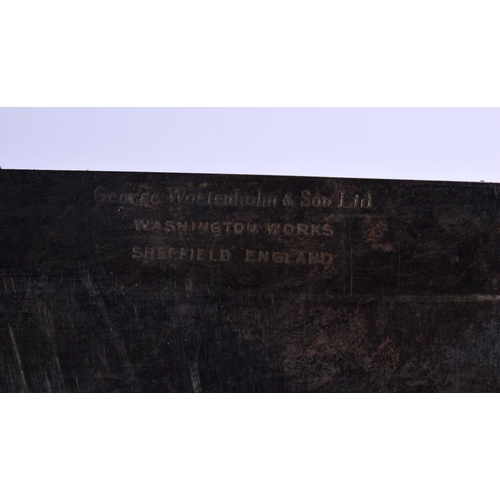 George Wostenholm & Son Ltd
WASHINGTON WORKS
SHEFFIELD ENGLAND